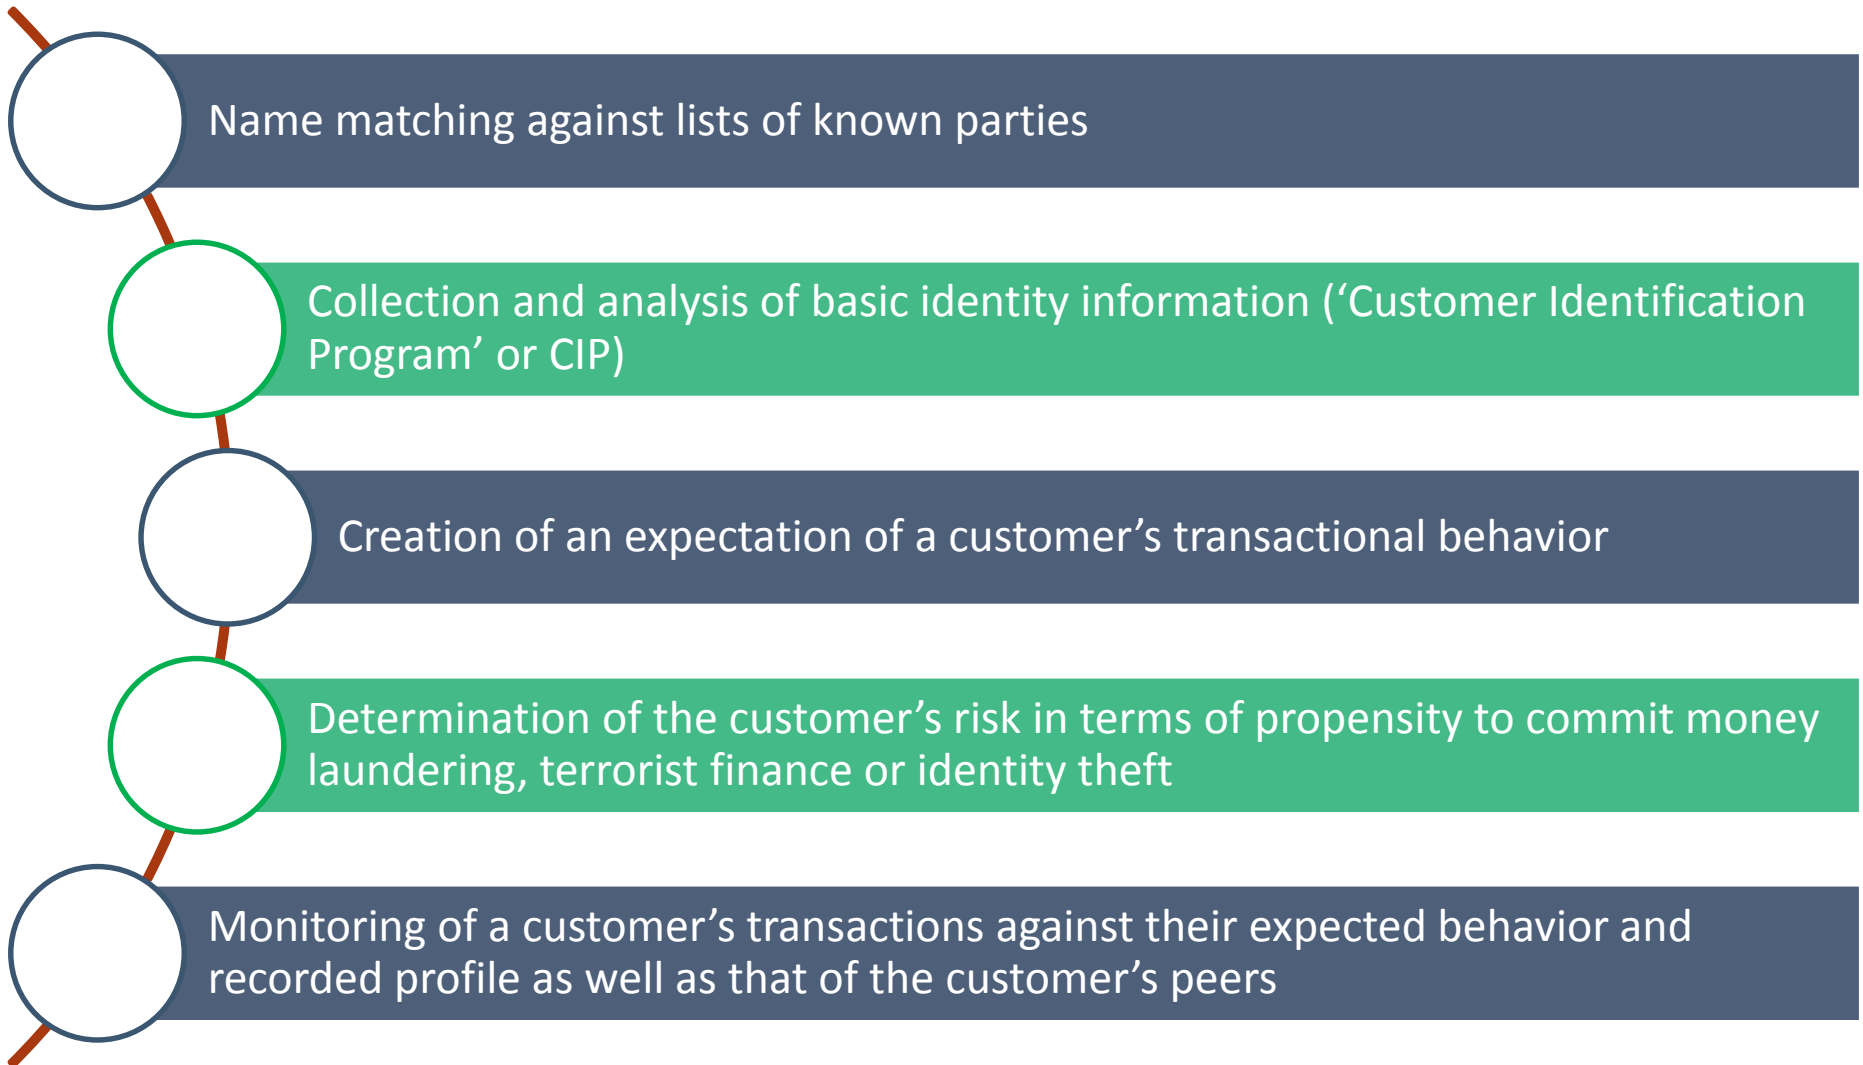 Name matching against lists of known parties
Collection and analysis of basic identity information (‘Customer Identification
Program’ or CIP)
Creation of an expectation of a customer’s transactional behavior
Determination of the customer’s risk in terms of propensity to commit money
laundering, terrorist finance or identity theft
Monitoring of a customer’s transactions against their expected behavior and
recorded profile as well as that of the customer’s peers